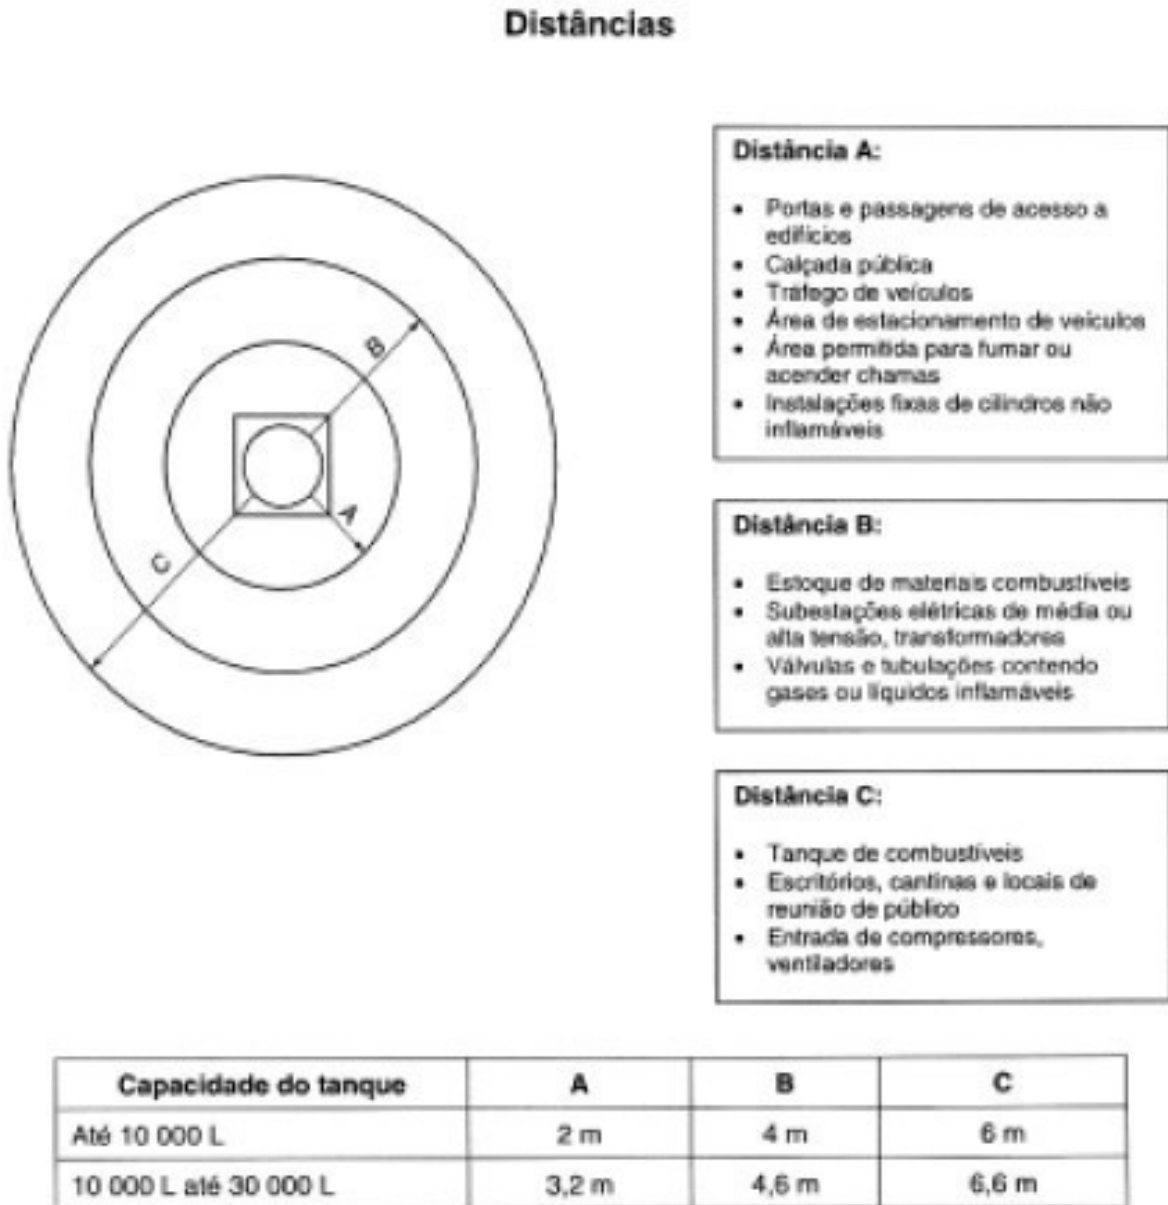 Distâncias
B
A
C
Distância A:
• Portas e passagens de acesso a
edifícios
• Calçada pública
• Tráfego de veículos
• Área de estacionamento de veículos
• Área permitida para fumar ou
acender chamas
• Instalações fixas de cilindros não
inflamáveis
Distância B:
• Estoque de materiais combustíveis
• Subestações elétricas de média ou
alta tensão, transformadores
• Válvulas e tubulações contendo
gases ou líquidos inflamáveis
Distância C:
• Tanque de combustíveis
• Escritórios, cantinas e locais de
reunião de público
• Entrada de compressores,
ventiladores
Capacidade do tanque A B C
Até 10 000 L 2 m 4 m 6 m
10 000 L até 30 000 L 3,2 m 4,6 m 6,6 m